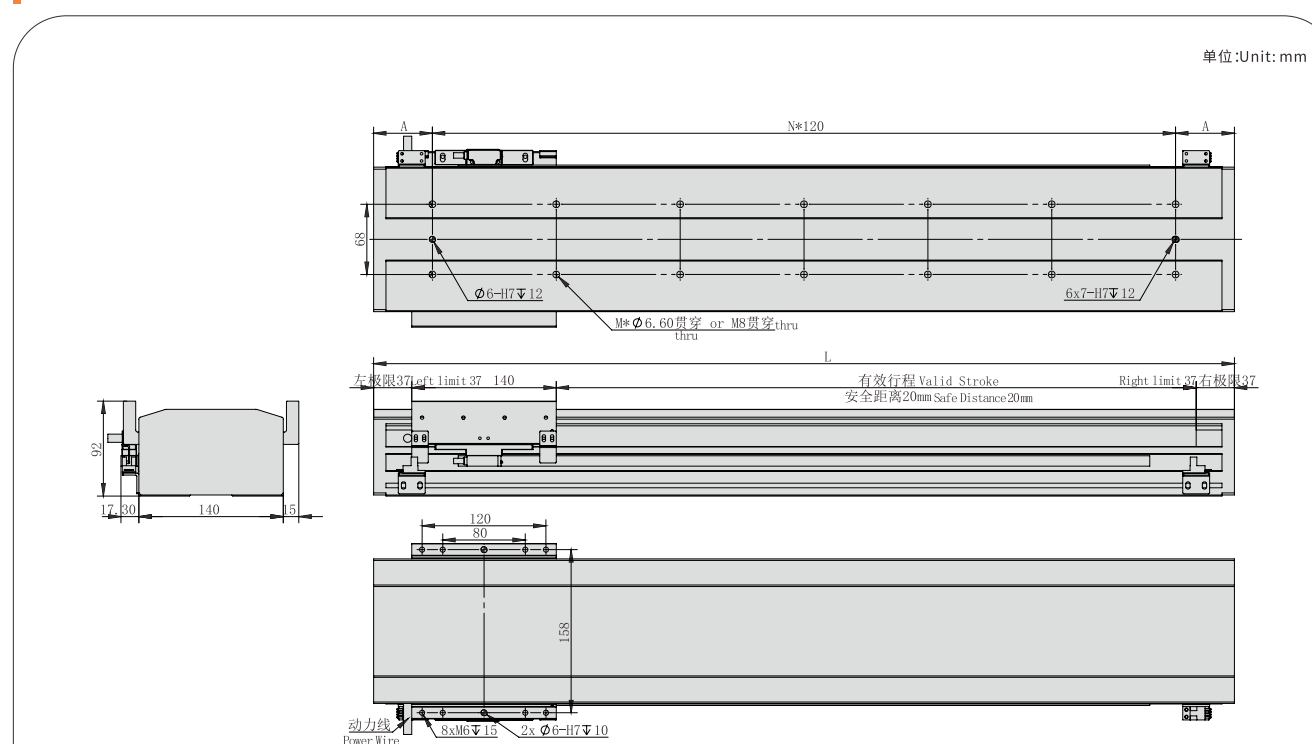 单位:Unit: mm
A
N*120
A
68
Ø6-H7↧12
6x7-H7↧12
M*Ø6.60贯穿 or M8贯穿thru
thru
L
左极限37Left limit 37 140
有效行程 Valid Stroke
Right limit 37右极限37
安全距离20mm Safe Distance20mm
92
17.30
140
15
120
80
158
动力线
Power Wire
8xM6↧15
2x Ø6-H7↧10